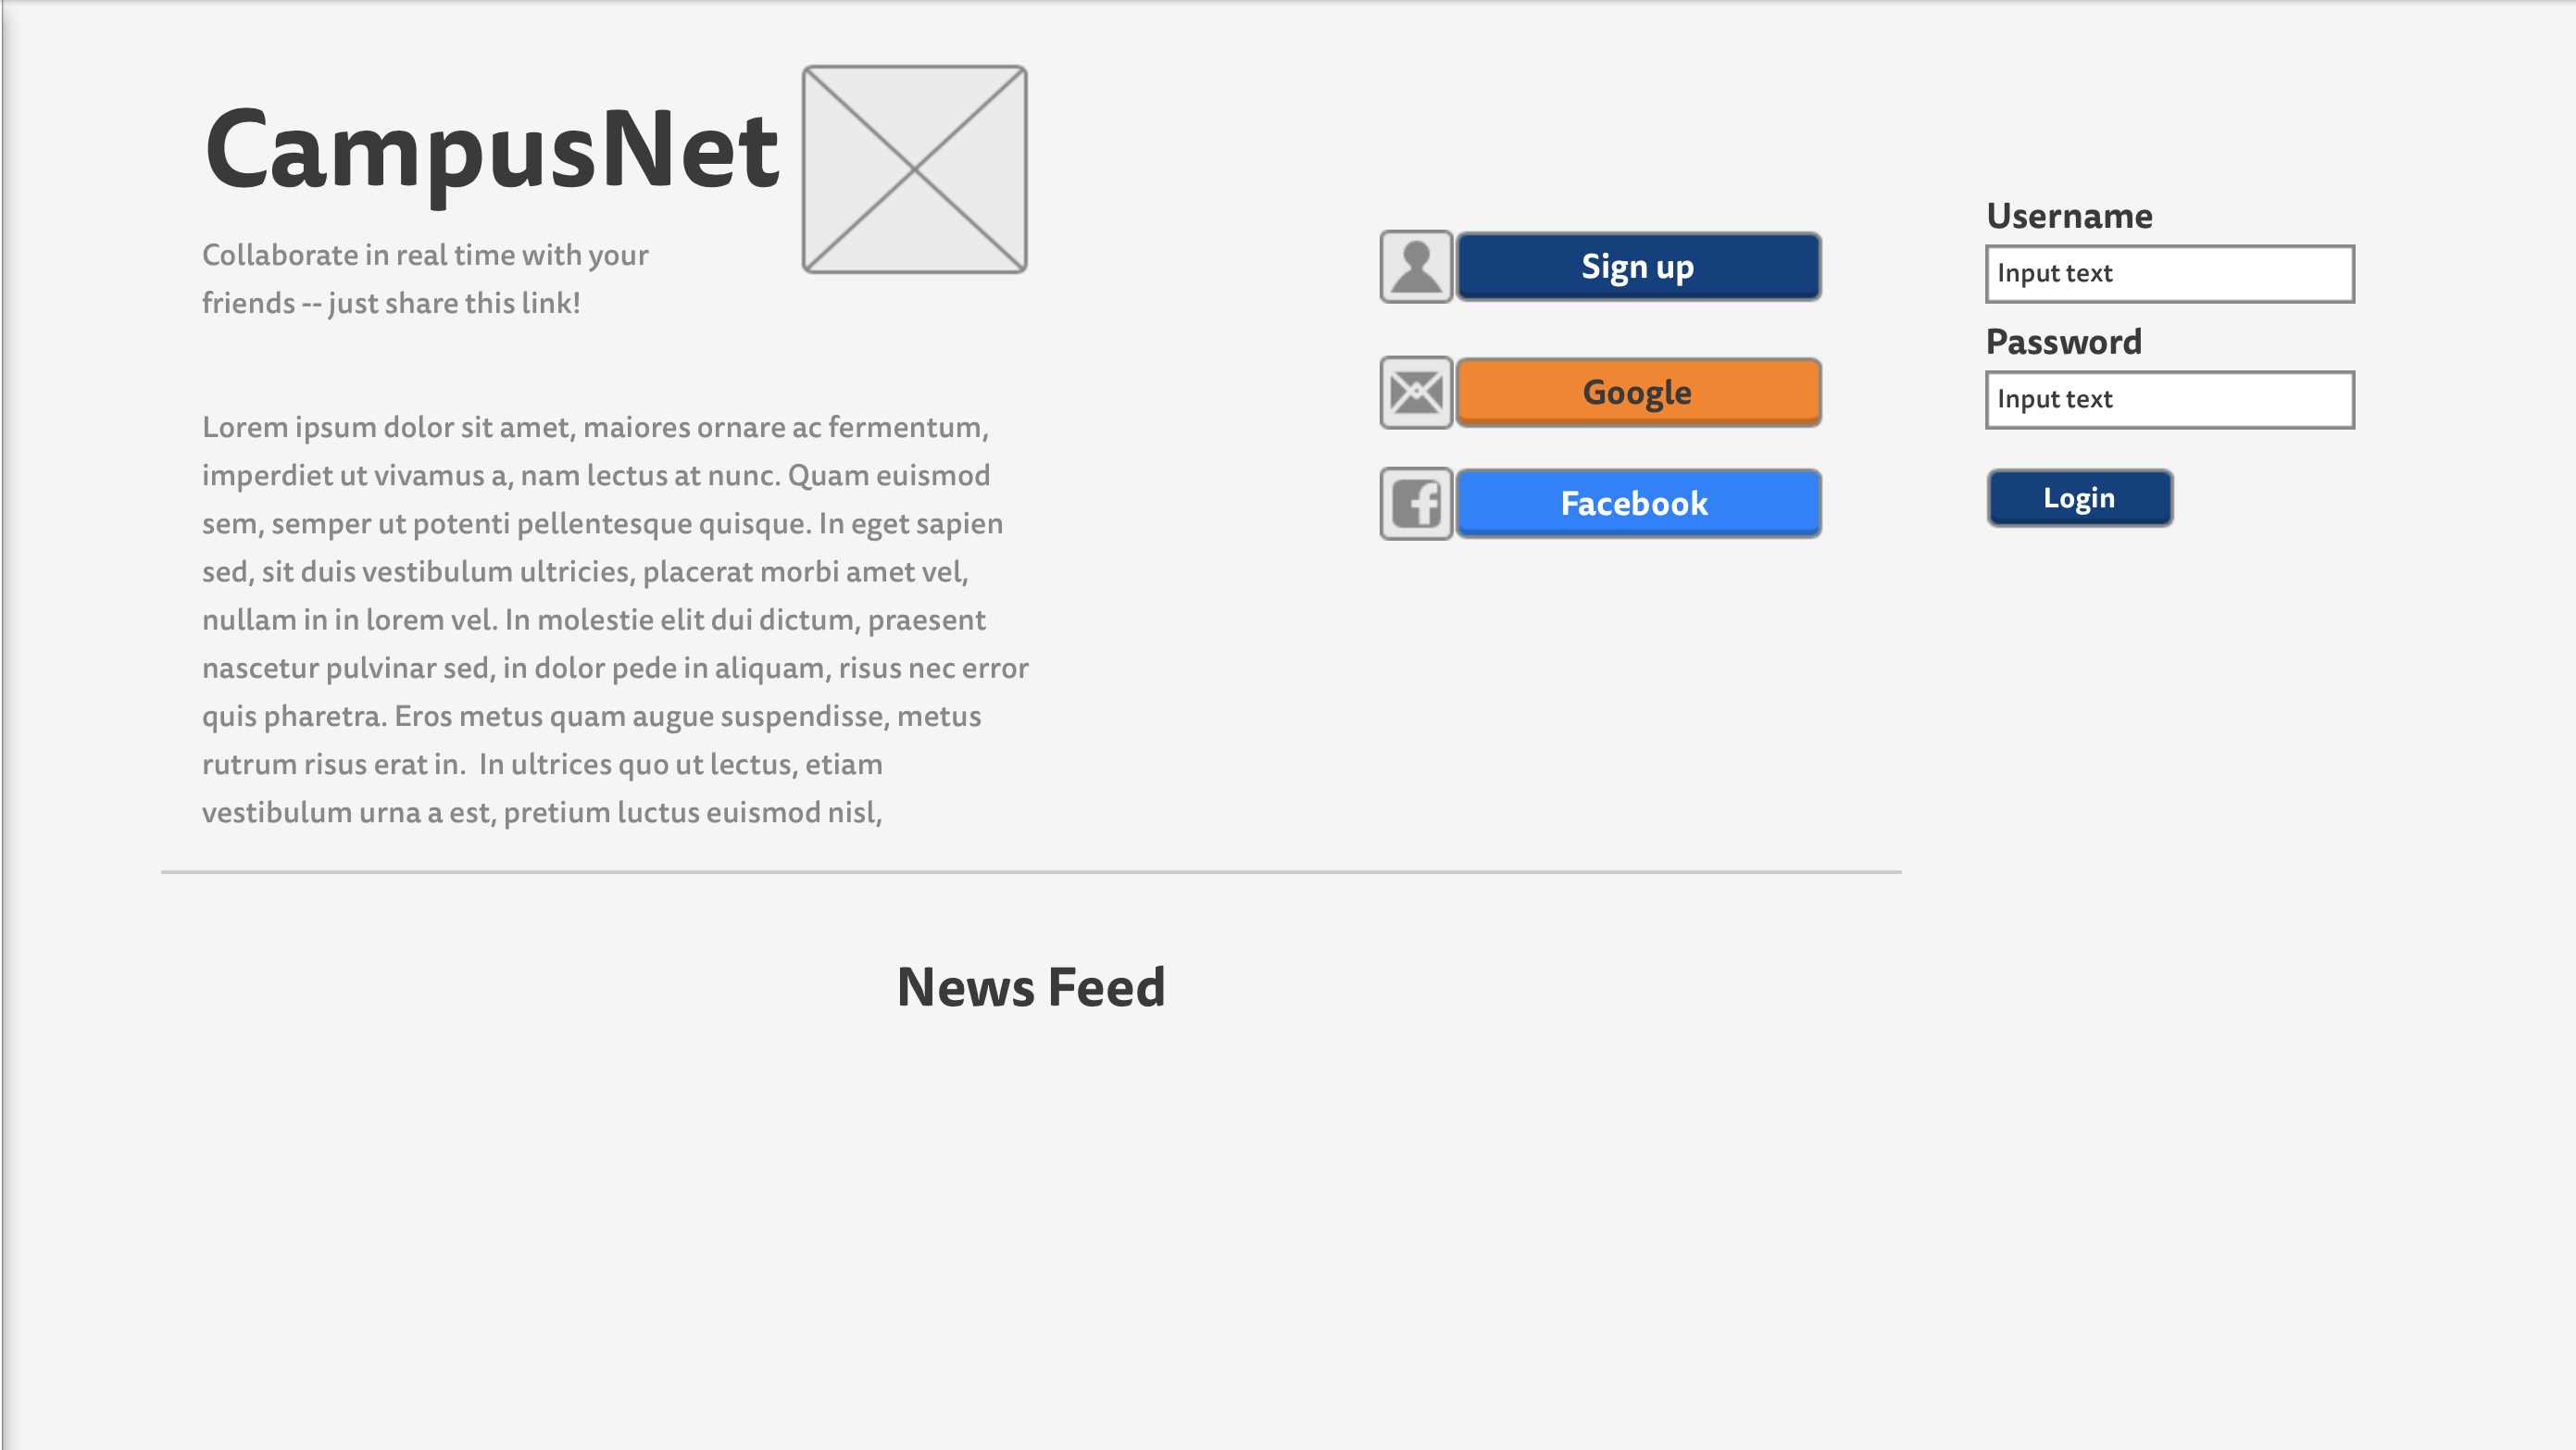 CampusNet
Collaborate in real time with your
friends -- just share this link!
Lorem ipsum dolor sit amet, maiores ornare ac fermentum,
imperdiet ut vivamus a, nam lectus at nunc. Quam euismod
sem, semper ut potenti pellentesque quisque. In eget sapien
sed, sit duis vestibulum ultricies, placerat morbi amet vel,
nullam in in lorem vel. In molestie elit dui dictum, praesent
nascetur pulvinar sed, in dolor pede in aliquam, risus nec error
quis pharetra. Eros metus quam augue suspendisse, metus
rutrum risus erat in.  In ultrices quo ut lectus, etiam
vestibulum urna a est, pretium luctus euismod nisl,
Sign up
Google
Facebook
Username
Input text
Password
Input text
Login
News Feed